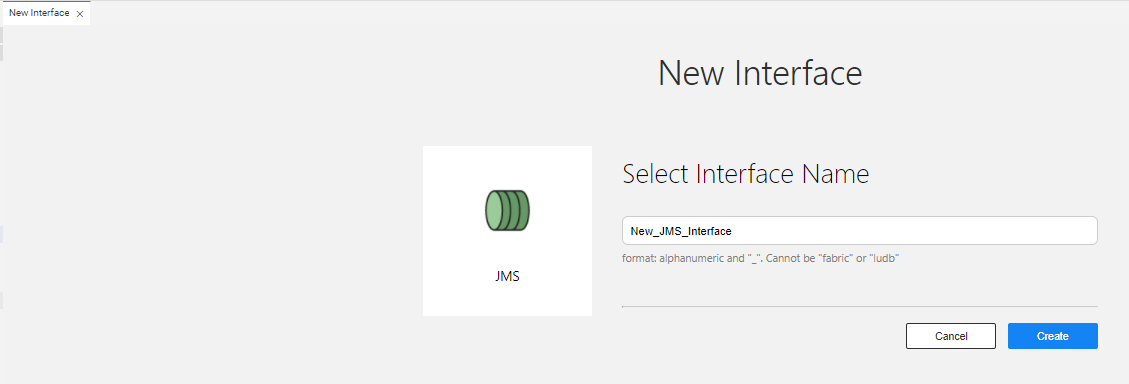 New Interface
New Interface
Select Interface Name
New_JMS_Interface
format: alphanumeric and "_". Cannot be "fabric" or "ludb"
JMS
Cancel
Create